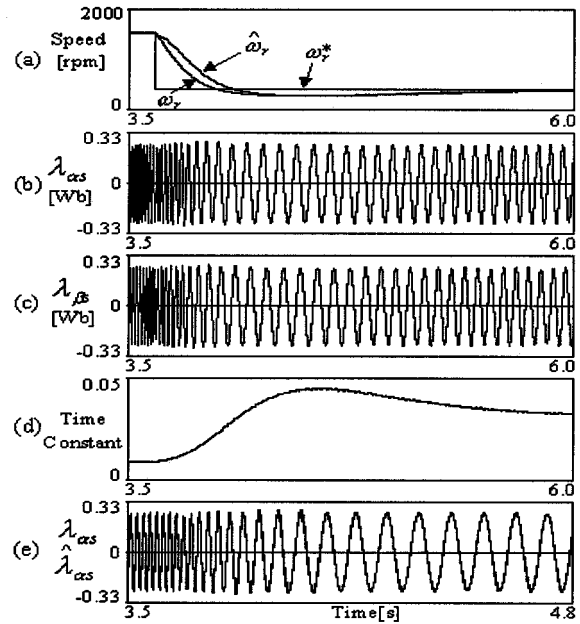 2000
Speed
[rpm]
(a)
0
3.5
6.0
ω̂r
ωr*
ωr
0.33
λαs
(b)
0
[Wb]
-0.33
3.5
6.0
0.33
λβs
(c)
0
[Wb]
-0.33
3.5
6.0
0.05
(d)
Time
Constant
0
3.5
6.0
0.33
λαs
(e)
0
λ̂αs
-0.33
3.5
Time[s]
4.8